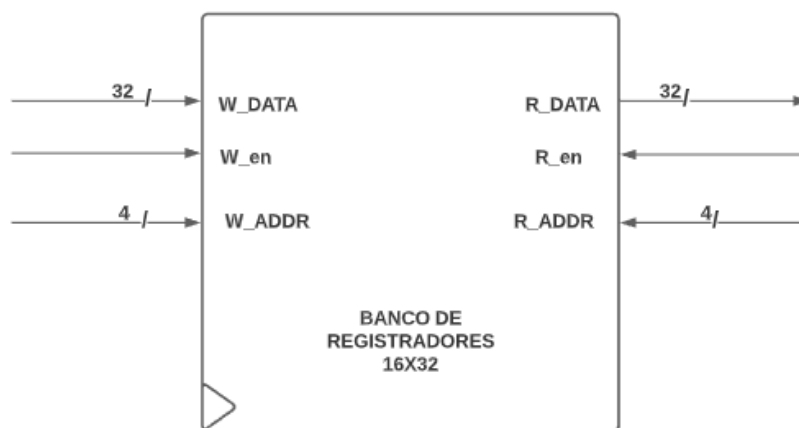 32 / 32/
W_DATA R_DATA
W_en R_en
4 / 4/
W_ADDR R_ADDR
BANCO DE
REGISTRADORES
16X32